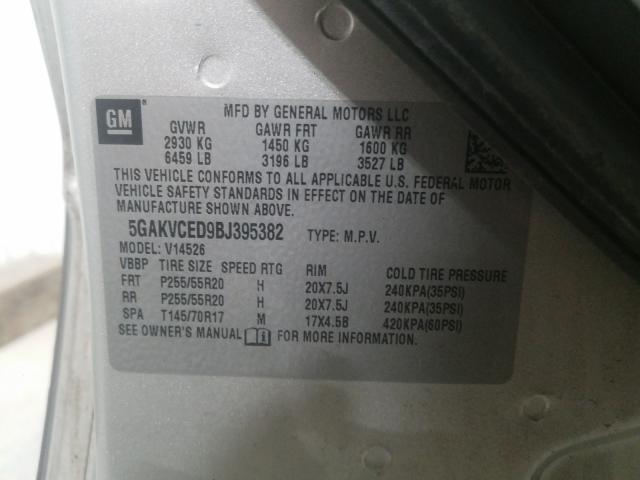 GM ®
MFD BY GENERAL MOTORS LLC
GVWR GAWR FRT GAWR RR
2930 KG 1450 KG 1600 KG
6459 LB 3196 LB 3527 LB
THIS VEHICLE CONFORMS TO ALL APPLICABLE U.S. FEDERAL MOTOR
VEHICLE SAFETY STANDARDS IN EFFECT ON THE DATE OF
MANUFACTURE SHOWN ABOVE.
5GAKVCED9BJ395382 TYPE: M.P.V.
MODEL: V14526
VBBP TIRE SIZE SPEED RTG RIM COLD TIRE PRESSURE
FRT P255/55R20 H 20X7.5J 240KPA(35PSI)
RR P255/55R20 H 20X7.5J 240KPA(35PSI)
SPA T145/70R17 M 17X4.5B 420KPA(60PSI)
SEE OWNER'S MANUAL FOR MORE INFORMATION.